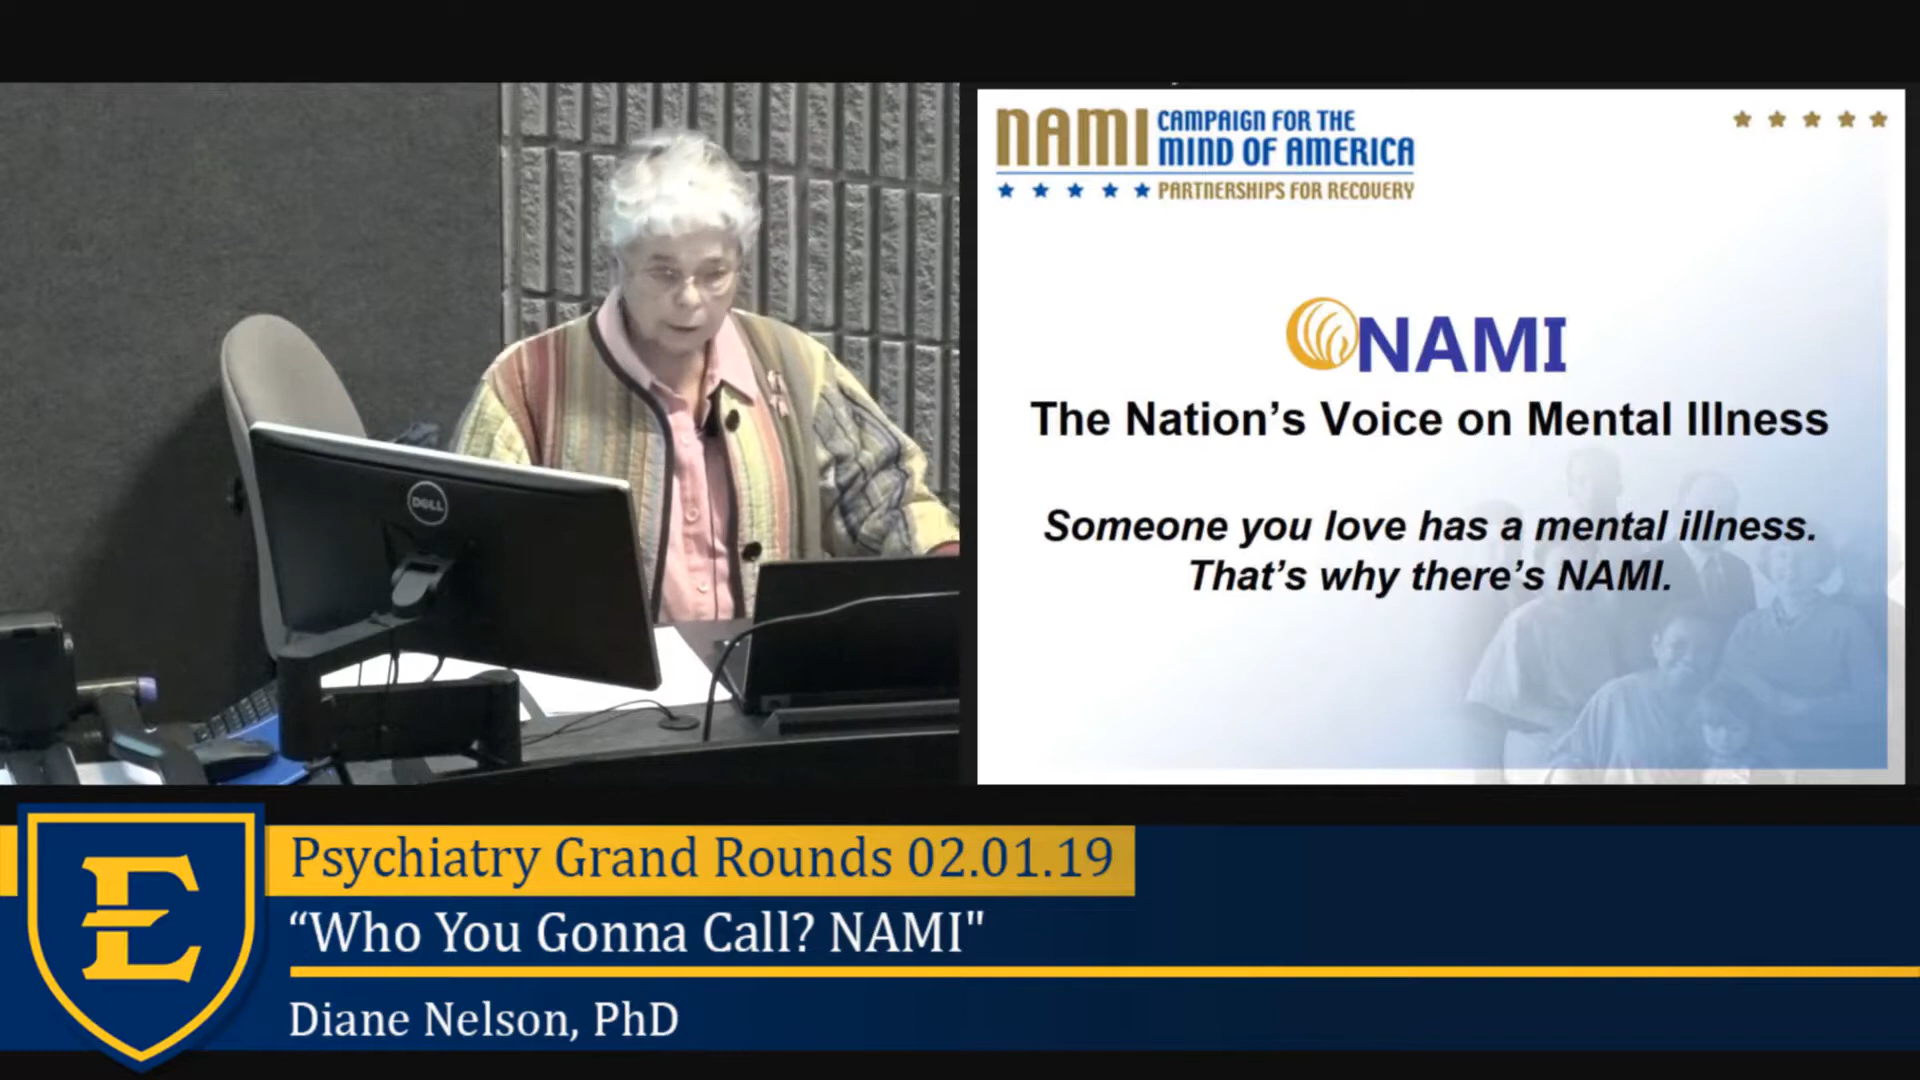 NAMI CAMPAIGN FOR THE
MIND OF AMERICA
PARTNERSHIPS FOR RECOVERY
NAMI
The Nation's Voice on Mental Illness
Someone you love has a mental illness.
That's why there's NAMI.
DELL
E
Psychiatry Grand Rounds 02.01.19
“Who You Gonna Call? NAMI"
Diane Nelson, PhD